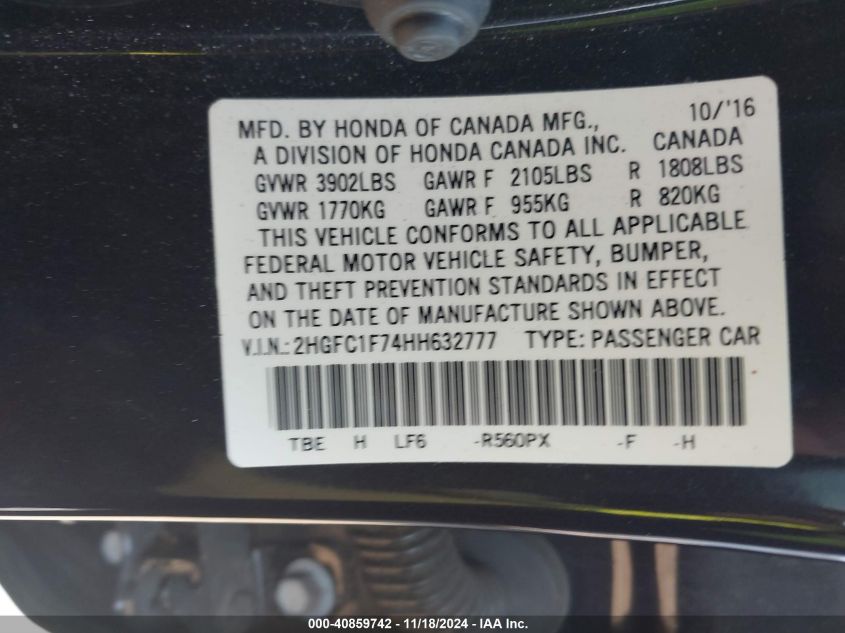 10/'16
MFD. BY HONDA OF CANADA MFG.,
A DIVISION OF HONDA CANADA INC. CANADA
GVWR 3902LBS GAWR F 2105LBS R 1808LBS
GVWR 1770KG GAWR F 955KG R 820KG
THIS VEHICLE CONFORMS TO ALL APPLICABLE
FEDERAL MOTOR VEHICLE SAFETY, BUMPER,
AND THEFT PREVENTION STANDARDS IN EFFECT
ON THE DATE OF MANUFACTURE SHOWN ABOVE.
V.I.N.: 2HGFC1F74HH632777 TYPE: PASSENGER CAR
TBE H LF6 -R560PX -F -H
000-40859742 - 11/18/2024 - IAA Inc.